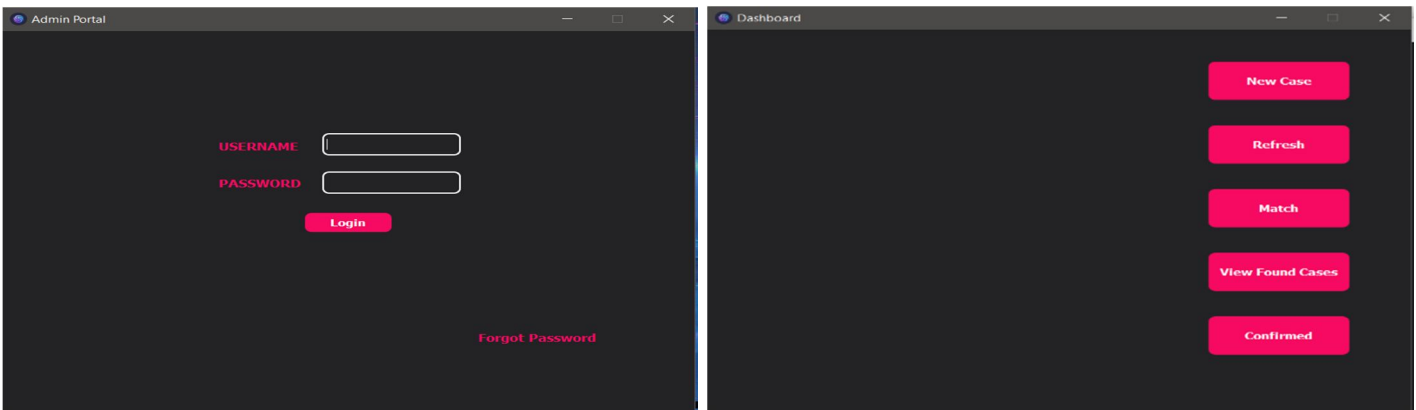 Admin Portal
USERNAME
PASSWORD
Login
Forgot Password
Dashboard
New Case
Refresh
Match
View Found Cases
Confirmed